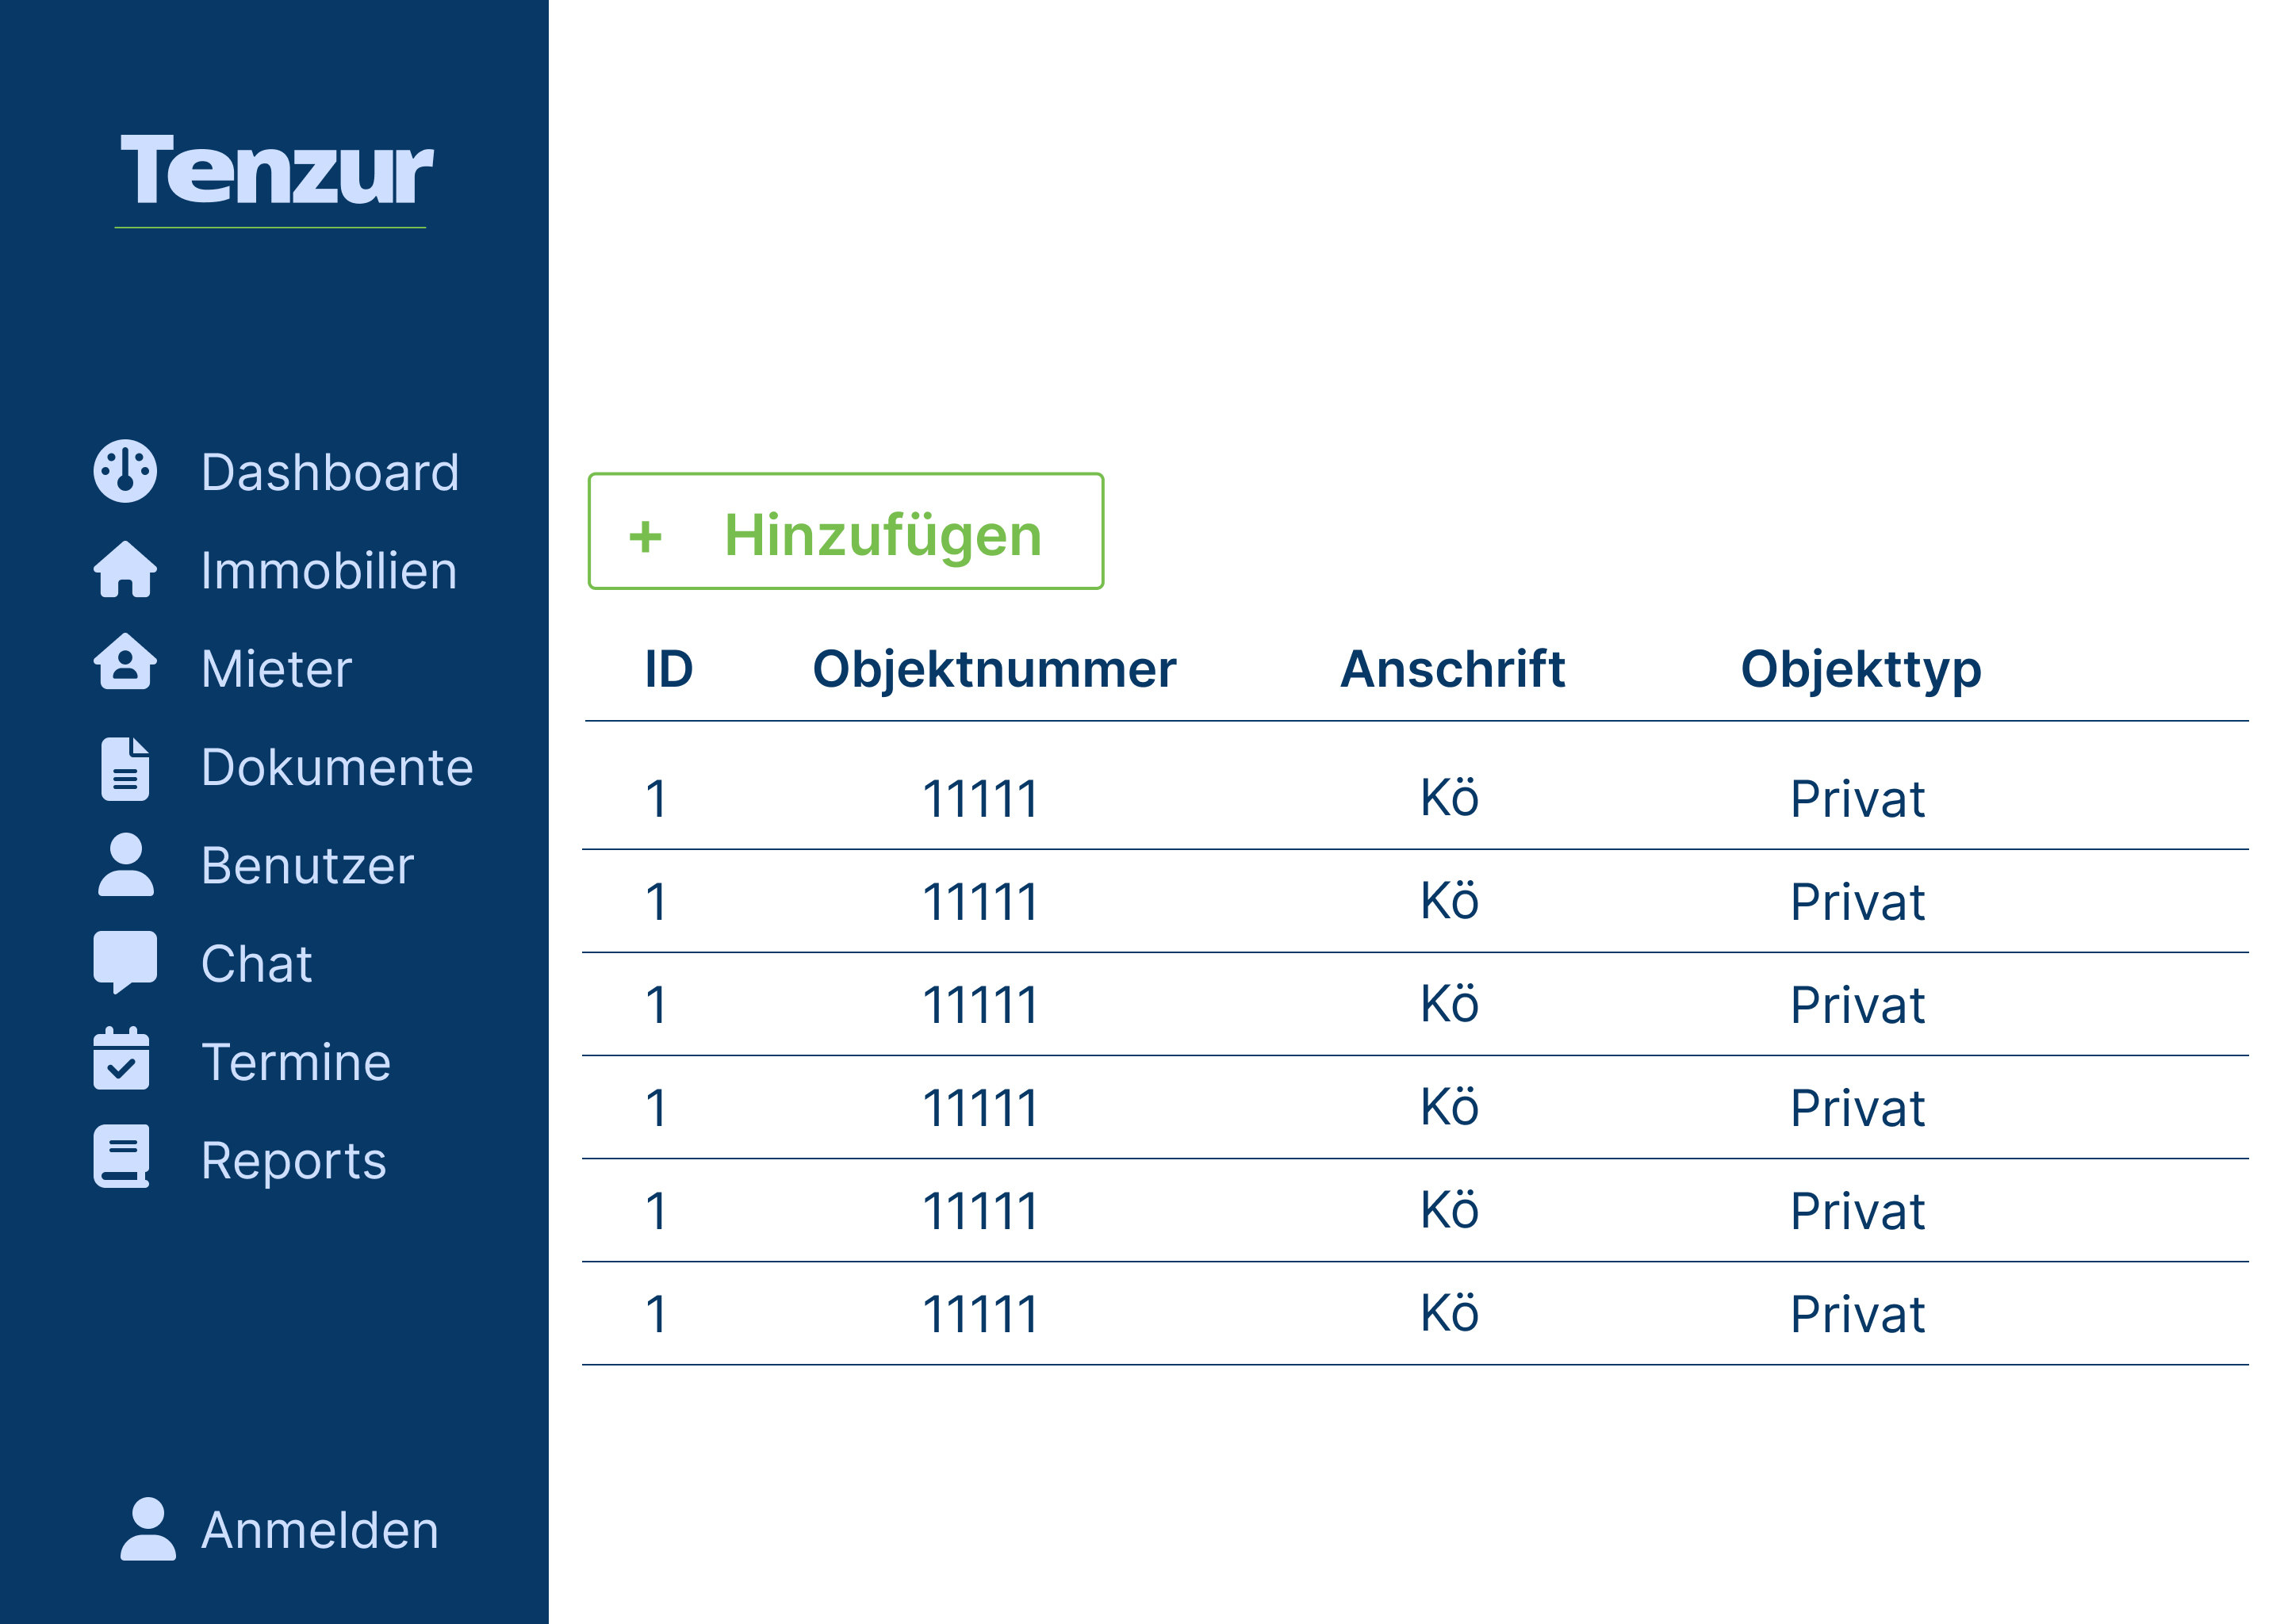 Tenzur
Dashboard
Immobilien
Mieter
Dokumente
Benutzer
Chat
Termine
Reports
Anmelden
+ Hinzufügen
ID Objektnummer Anschrift Objekttyp
1 11111 Kö Privat
1 11111 Kö Privat
1 11111 Kö Privat
1 11111 Kö Privat
1 11111 Kö Privat
1 11111 Kö Privat